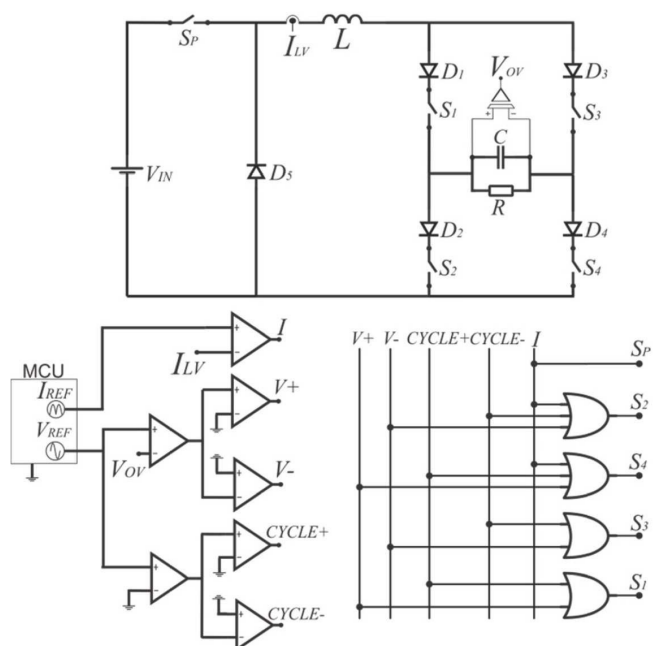 S_P
I_LV
L
D_1
V_OV
D_3
S_1
+ −
S_3
C
V_IN
D_5
R
D_2
D_4
S_2
S_4
MCU
I_REF
V_REF
I_LV
+
−
I
+
−
V+
V_OV
+
−
+
−
V-
+
−
CYCLE+
+
−
+
−
CYCLE-
V+ V- CYCLE+ CYCLE- I
S_P
S_2
S_4
S_3
S_1